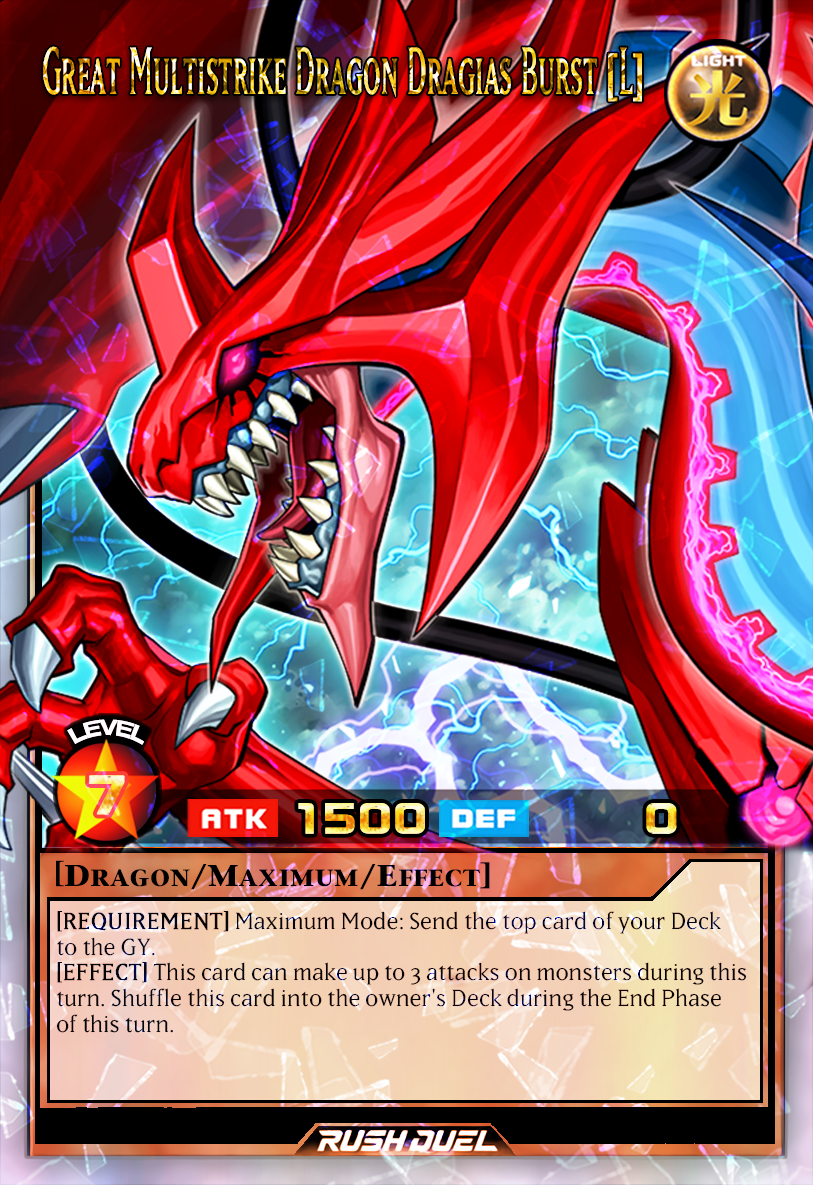 Great Multistrike Dragon Dragias Burst [L]
LIGHT
光
LEVEL
7
ATK 1500 DEF 0
[Dragon/Maximum/Effect]
[REQUIREMENT] Maximum Mode: Send the top card of your Deck
to the GY.
[EFFECT] This card can make up to 3 attacks on monsters during this
turn. Shuffle this card into the owner's Deck during the End Phase
of this turn.
RUSH DUEL